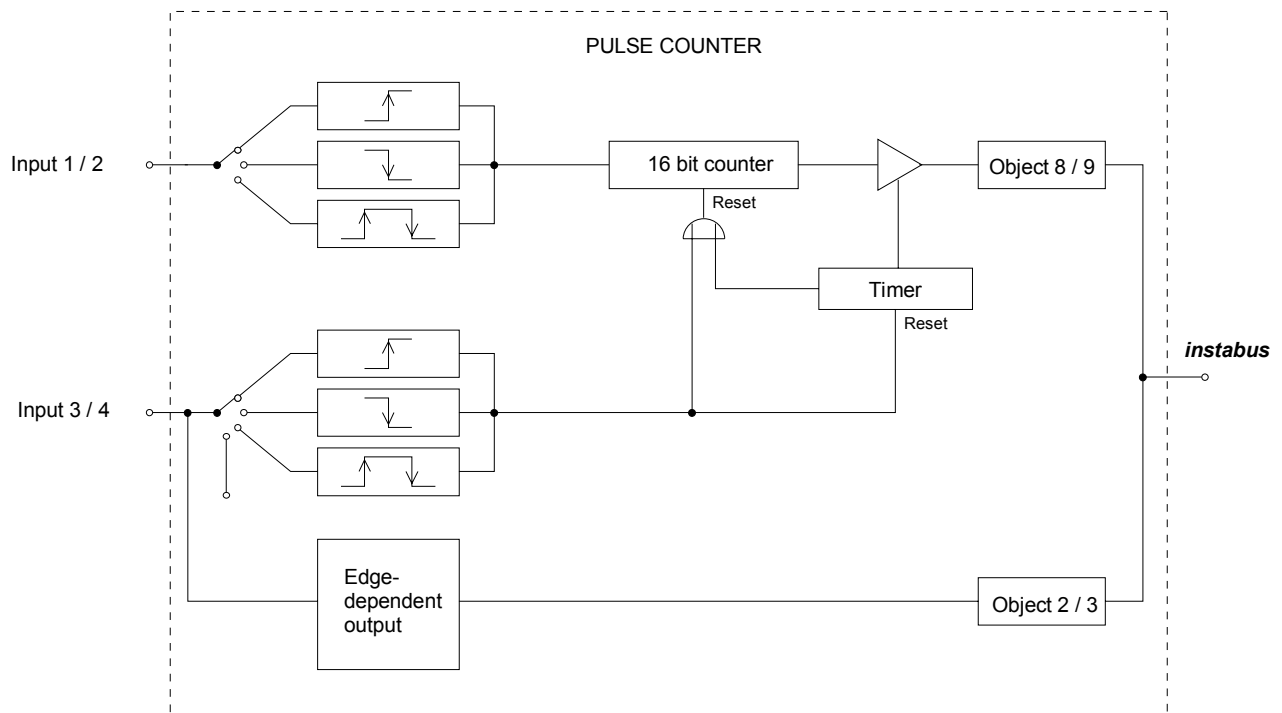 PULSE COUNTER
Input 1 / 2
16 bit counter
Object 8 / 9
Reset
Timer
Reset
instabus
Input 3 / 4
Edge-
dependent
output
Object 2 / 3